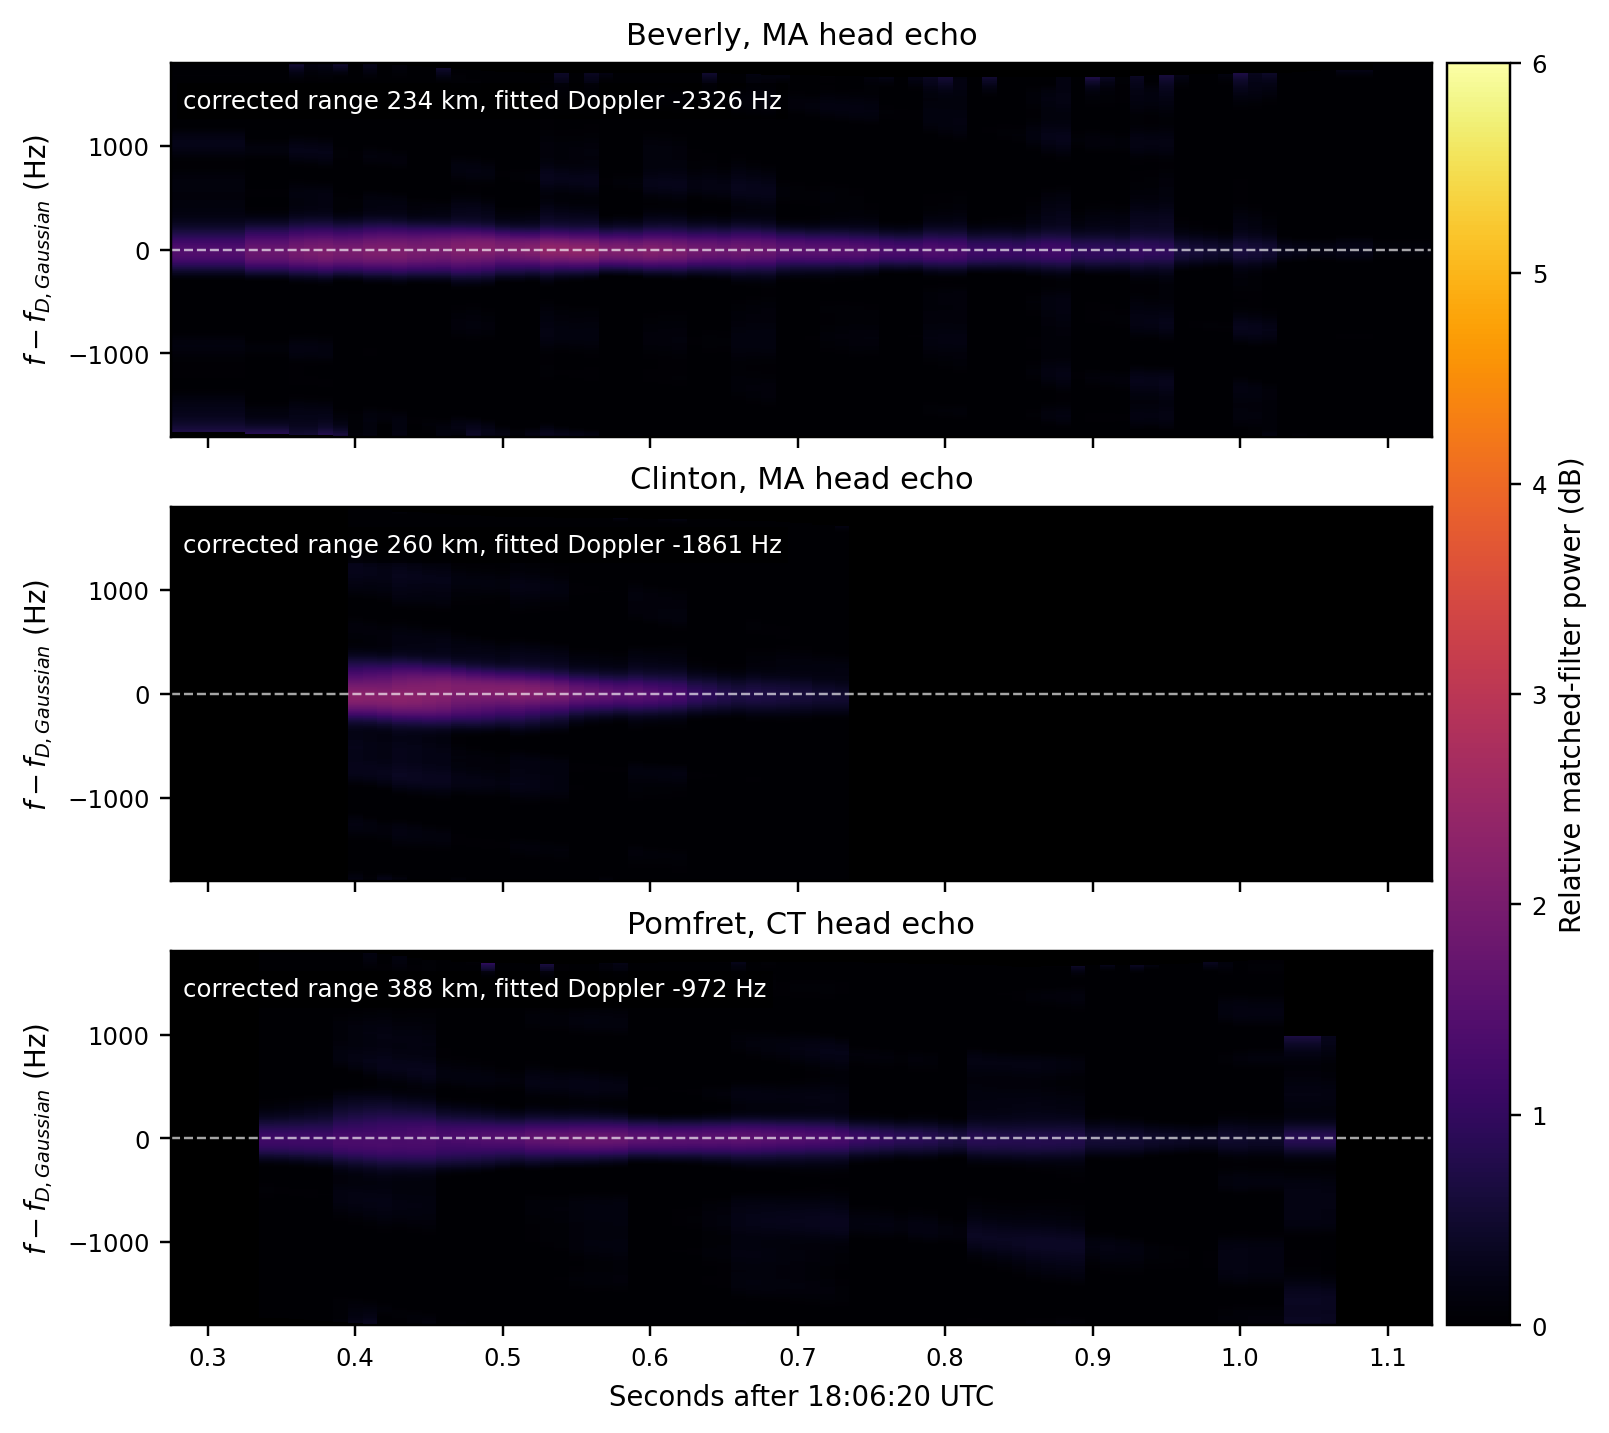 Beverly, MA head echo
corrected range 234 km, fitted Doppler -2326 Hz
f − f_D, Gaussian (Hz)
1000
0
−1000
Clinton, MA head echo
corrected range 260 km, fitted Doppler -1861 Hz
f − f_D, Gaussian (Hz)
1000
0
−1000
Pomfret, CT head echo
corrected range 388 km, fitted Doppler -972 Hz
f − f_D, Gaussian (Hz)
1000
0
−1000
0.3 0.4 0.5 0.6 0.7 0.8 0.9 1.0 1.1
Seconds after 18:06:20 UTC
6
5
4
3
2
1
0
Relative matched-filter power (dB)